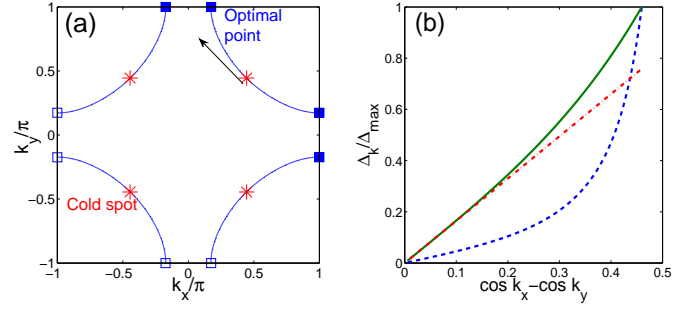 (a)
Optimal
point
Cold spot
1
0.5
0
−0.5
−1
k_y/π
−1
−0.5
0
0.5
1
k_x/π
(b)
1
0.8
0.6
0.4
0.2
0
Δ_k/Δ_max
0
0.1
0.2
0.3
0.4
0.5
cos k_x−cos k_y